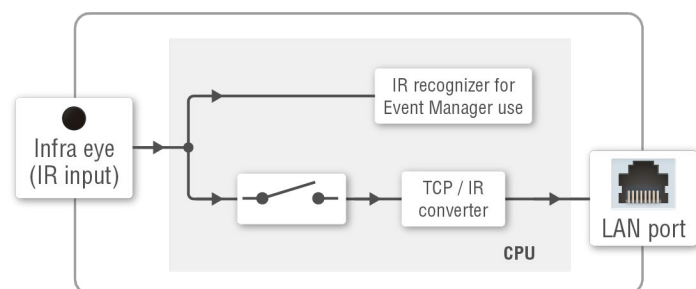 IR recognizer for
Event Manager use
Infra eye
(IR input)
TCP / IR
converter
LAN port
CPU